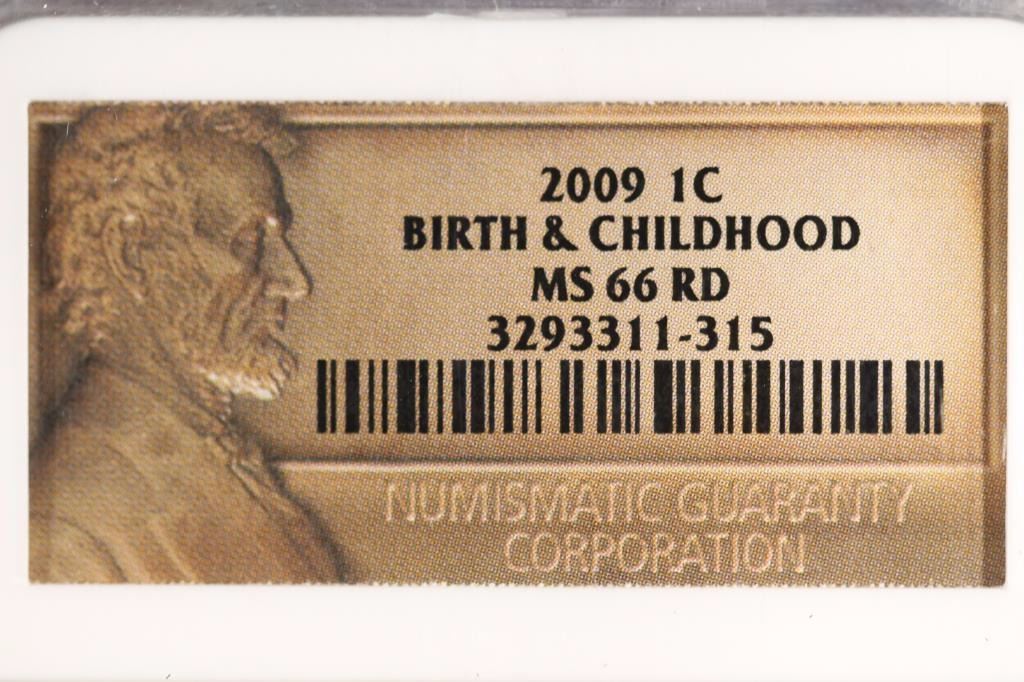 2009 1C
BIRTH & CHILDHOOD
MS 66 RD
3293311-315
NUMISMATIC GUARANTY
CORPORATION